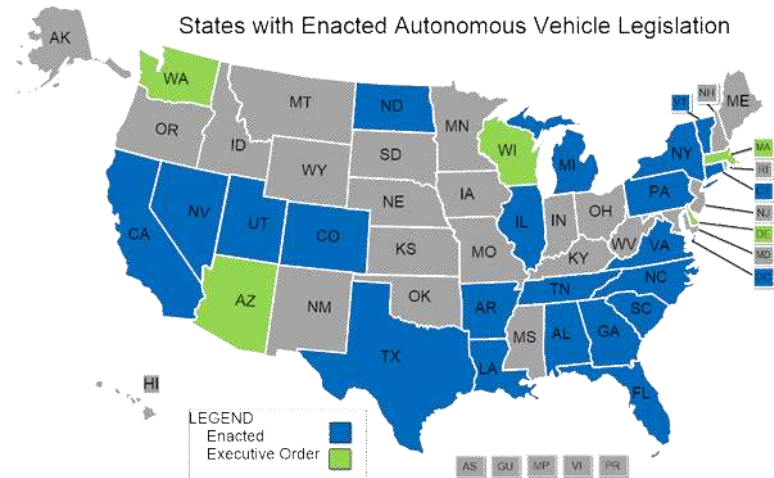 States with Enacted Autonomous Vehicle Legislation
AK
WA
MT
ND
MN
VT
NH
ME
OR
ID
WY
SD
WI
MI
NY
MA
RI
CT
NJ
DE
MD
DC
NV
UT
CO
NE
IA
IL
IN
OH
PA
CA
KS
MO
KY
WV
VA
AZ
NM
OK
AR
TN
NC
SC
TX
LA
MS
AL
GA
FL
HI
LEGEND
Enacted
Executive Order
AS GU MP VI PR